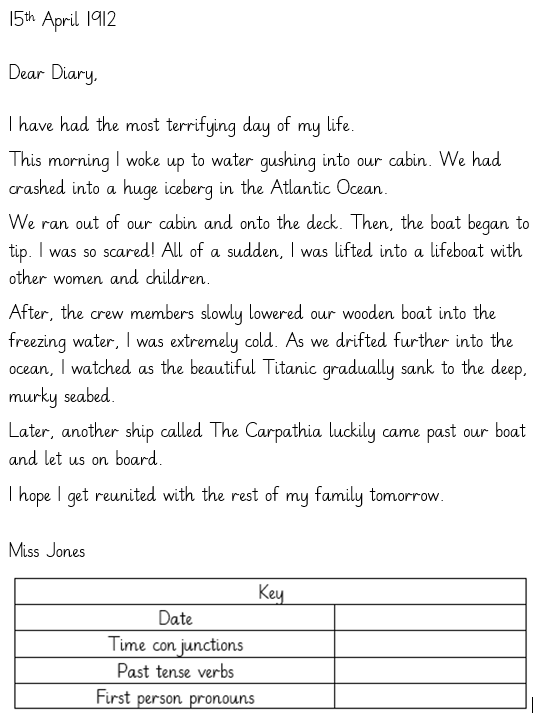 15th April 1912
Dear Diary,
I have had the most terrifying day of my life.
This morning I woke up to water gushing into our cabin. We had
crashed into a huge iceberg in the Atlantic Ocean.
We ran out of our cabin and onto the deck. Then, the boat began to
tip. I was so scared! All of a sudden, I was lifted into a lifeboat with
other women and children.
After, the crew members slowly lowered our wooden boat into the
freezing water, I was extremely cold. As we drifted further into the
ocean, I watched as the beautiful Titanic gradually sank to the deep,
murky seabed.
Later, another ship called The Carpathia luckily came past our boat
and let us on board.
I hope I get reunited with the rest of my family tomorrow.
Miss Jones
Key
Date
Time conjunctions
Past tense verbs
First person pronouns